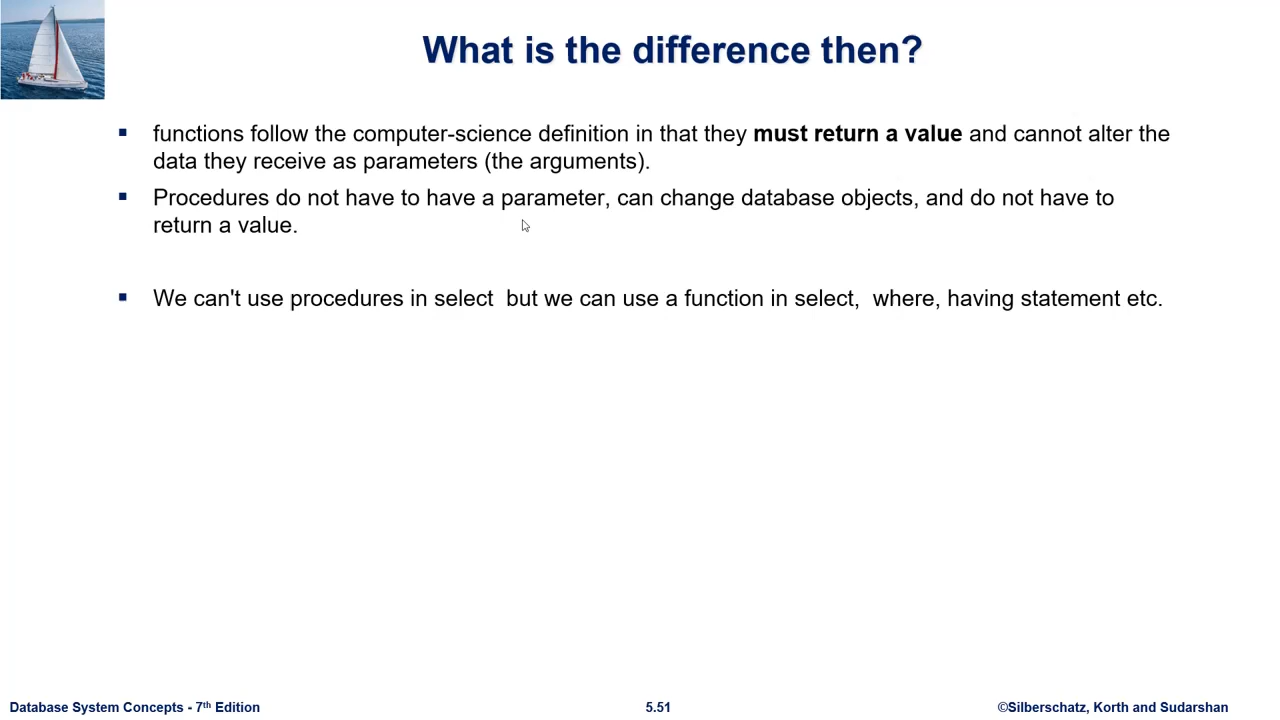 What is the difference then?
▪ functions follow the computer-science definition in that they must return a value and cannot alter the
data they receive as parameters (the arguments).
▪ Procedures do not have to have a parameter, can change database objects, and do not have to
return a value.
▪ We can't use procedures in select  but we can use a function in select,  where, having statement etc.
Database System Concepts - 7th Edition
5.51
©Silberschatz, Korth and Sudarshan